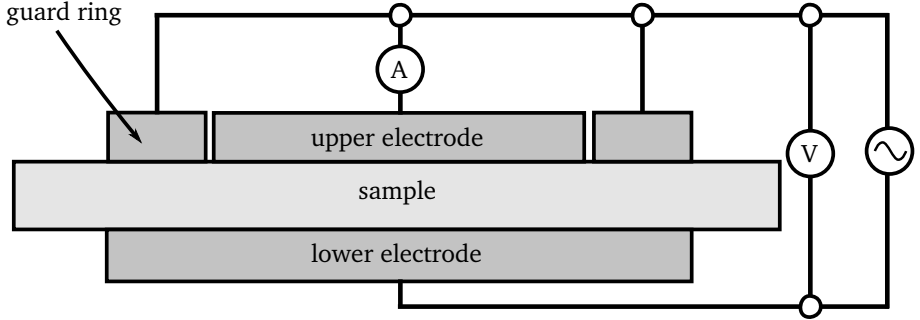 guard ring
A
upper electrode
V
sample
lower electrode